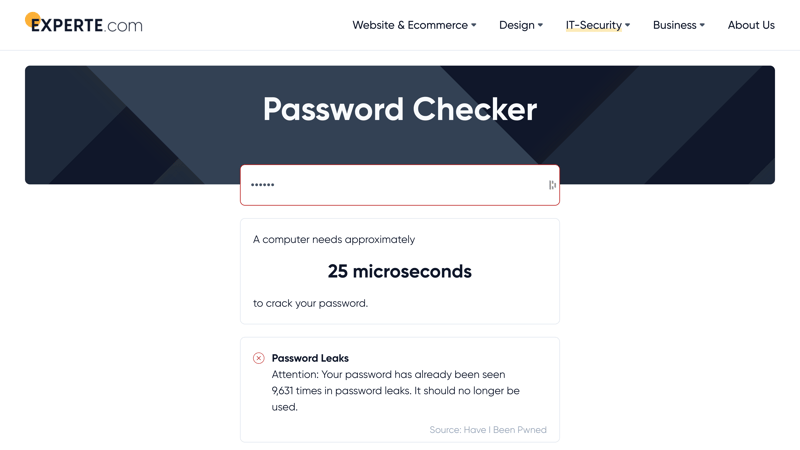 EXPERTE.com
Website & Ecommerce
Design
IT-Security
Business
About Us
Password Checker
••••••
A computer needs approximately
25 microseconds
to crack your password.
Password Leaks
Attention: Your password has already been seen
9,631 times in password leaks. It should no longer be
used.
Source: Have I Been Pwned